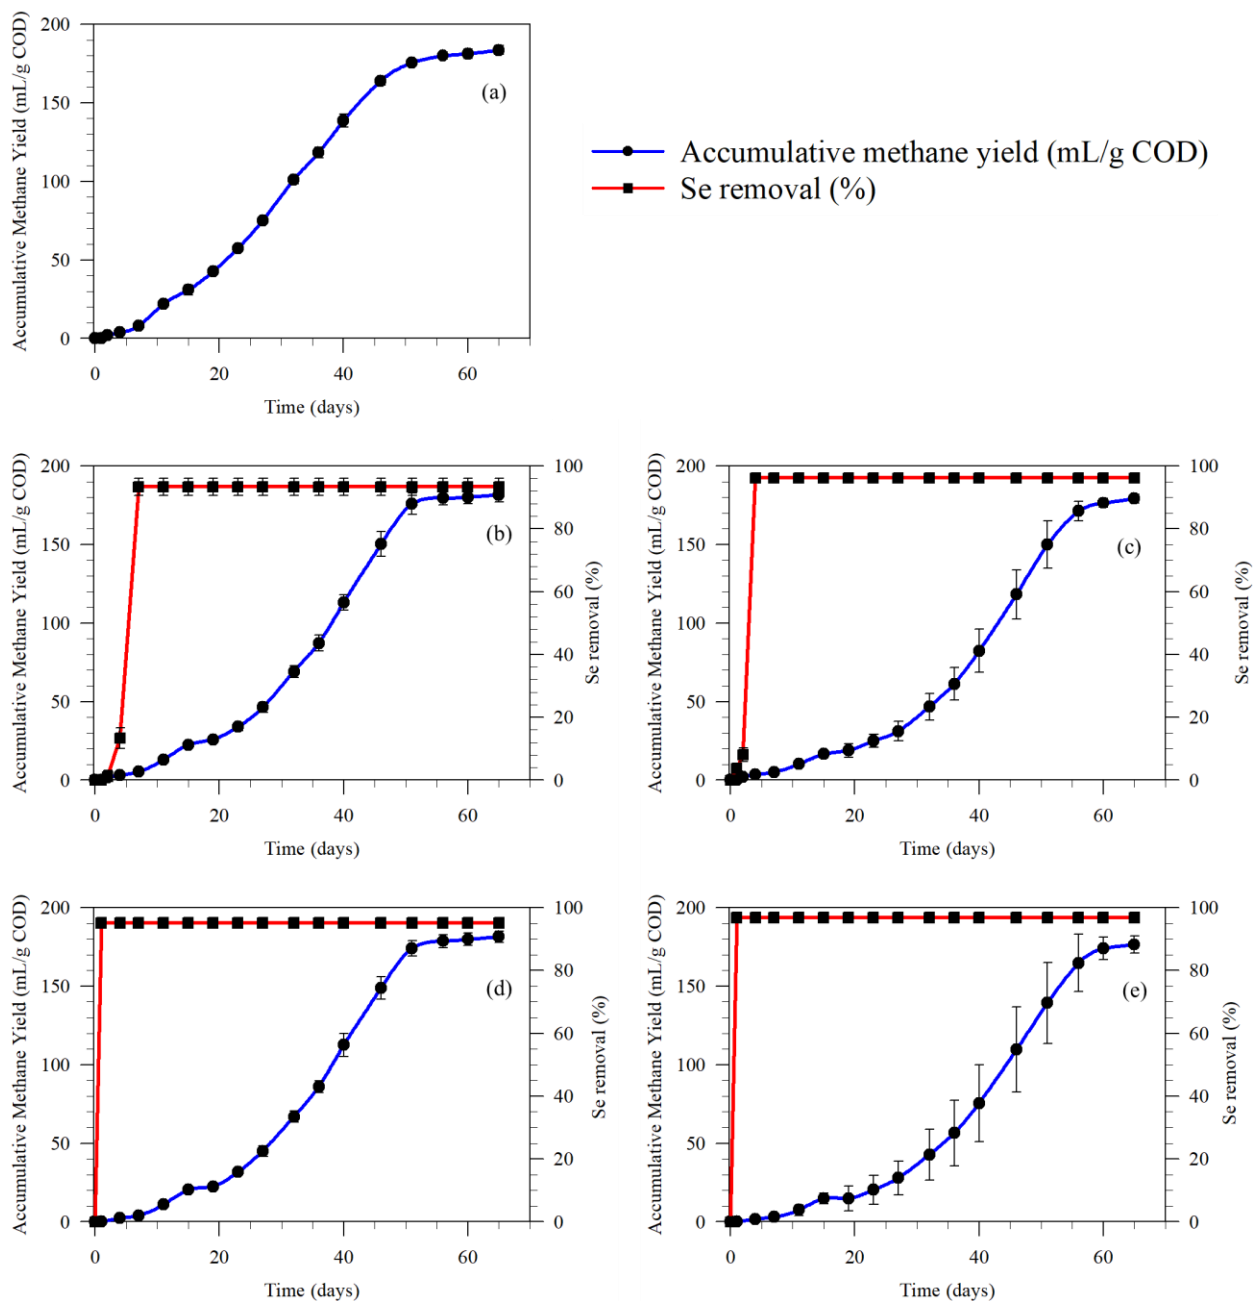 Accumulative Methane Yield (mL/g COD)
200
150
100
50
0
(a)
0 20 40 60
Time (days)
Accumulative methane yield (mL/g COD)
Se removal (%)
Accumulative Methane Yield (mL/g COD)
200
150
100
50
0
(b)
100
80
60
40
20
0
Se removal (%)
0 20 40 60
Time (days)
Accumulative Methane Yield (mL/g COD)
200
150
100
50
0
(c)
100
80
60
40
20
0
Se removal (%)
0 20 40 60
Time (days)
Accumulative Methane Yield (mL/g COD)
200
150
100
50
0
(d)
100
80
60
40
20
0
Se removal (%)
0 20 40 60
Time (days)
Accumulative Methane Yield (mL/g COD)
200
150
100
50
0
(e)
100
80
60
40
20
0
Se removal (%)
0 20 40 60
Time (days)